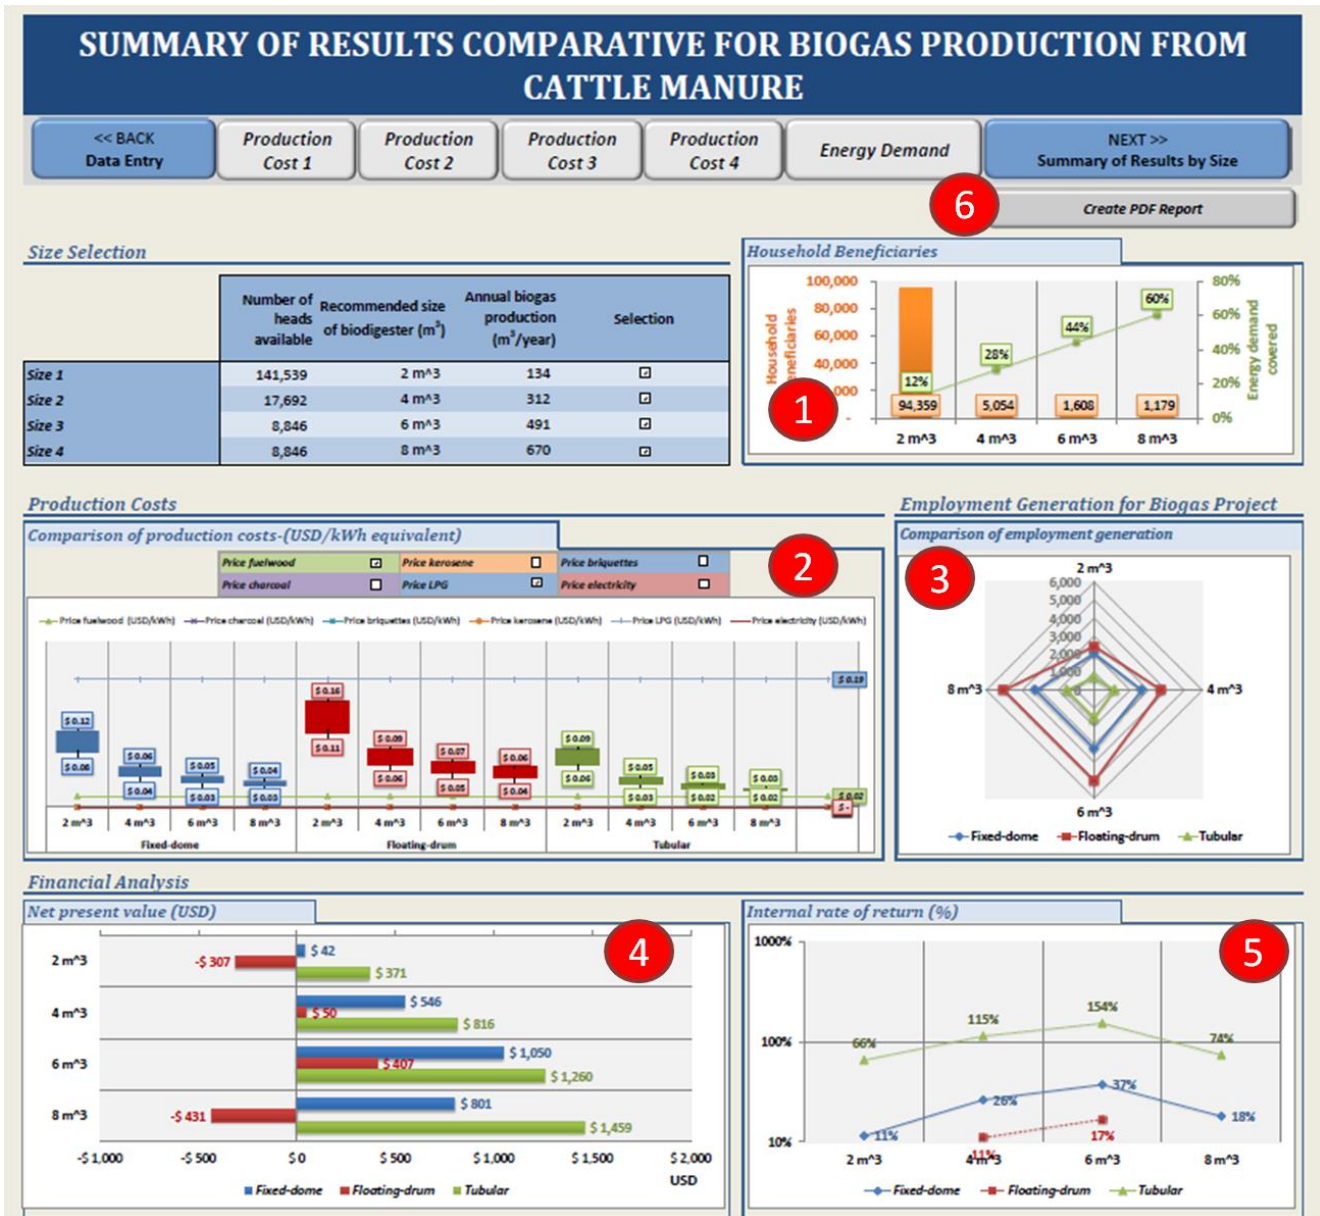 SUMMARY OF RESULTS COMPARATIVE FOR BIOGAS PRODUCTION FROM
CATTLE MANURE
<< BACK
Data Entry
Production
Cost 1
Production
Cost 2
Production
Cost 3
Production
Cost 4
Energy Demand
NEXT >>
Summary of Results by Size
6
Create PDF Report
Size Selection
Number of heads available
Recommended size of biodigester (m³)
Annual biogas production (m³/year)
Selection
Size 1 141,539 2 m^3 134
Size 2 17,692 4 m^3 312
Size 3 8,846 6 m^3 491
Size 4 8,846 8 m^3 670
Household Beneficiaries
100,000
80,000
60,000
40,000
-
Household
80%
60%
40%
20%
0%
Energy demand
covered
12%
28%
44%
60%
94,359
5,054
1,608
1,179
2 m^3 4 m^3 6 m^3 8 m^3
1
Production Costs
Comparison of production costs-(USD/kWh equivalent)
Price fuelwood
Price kerosene
Price briquettes
Price charcoal
Price LPG
Price electricity
2
Price fuelwood (USD/kWh)
Price charcoal (USD/kWh)
Price briquettes (USD/kWh)
Price kerosene (USD/kWh)
Price LPG (USD/kWh)
Price electricity (USD/kWh)
$ 0.12
$ 0.08
$ 0.06
$ 0.04
$ 0.05
$ 0.03
$ 0.04
$ 0.03
$ 0.16
$ 0.11
$ 0.09
$ 0.06
$ 0.07
$ 0.05
$ 0.06
$ 0.04
$ 0.09
$ 0.06
$ 0.05
$ 0.03
$ 0.03
$ 0.02
$ 0.03
$ 0.02
$ 0.19
$ 0.02
$ -
2 m^3 4 m^3 6 m^3 8 m^3 2 m^3 4 m^3 6 m^3 8 m^3 2 m^3 4 m^3 6 m^3 8 m^3
Fixed-dome Floating-drum Tubular
Employment Generation for Biogas Project
Comparison of employment generation
3
2 m^3
6,000
5,000
4,000
3,000
2,000
1,000
0
8 m^3
4 m^3
6 m^3
Fixed-dome Floating-drum Tubular
Financial Analysis
Net present value (USD)
4
2 m^3
$ 42
-$ 307
$ 371
4 m^3
$ 546
$ 50
$ 816
6 m^3
$ 1,050
$ 407
$ 1,260
8 m^3
$ 801
-$ 431
$ 1,459
-$ 1,000 -$ 500 $ 0 $ 500 $ 1,000 $ 1,500 $ 2,000
USD
Fixed-dome Floating-drum Tubular
Internal rate of return (%)
5
1000%
100%
10%
66%
115%
154%
74%
11%
26%
37%
18%
11%
17%
2 m^3 4 m^3 6 m^3 8 m^3
Fixed-dome Floating-drum Tubular